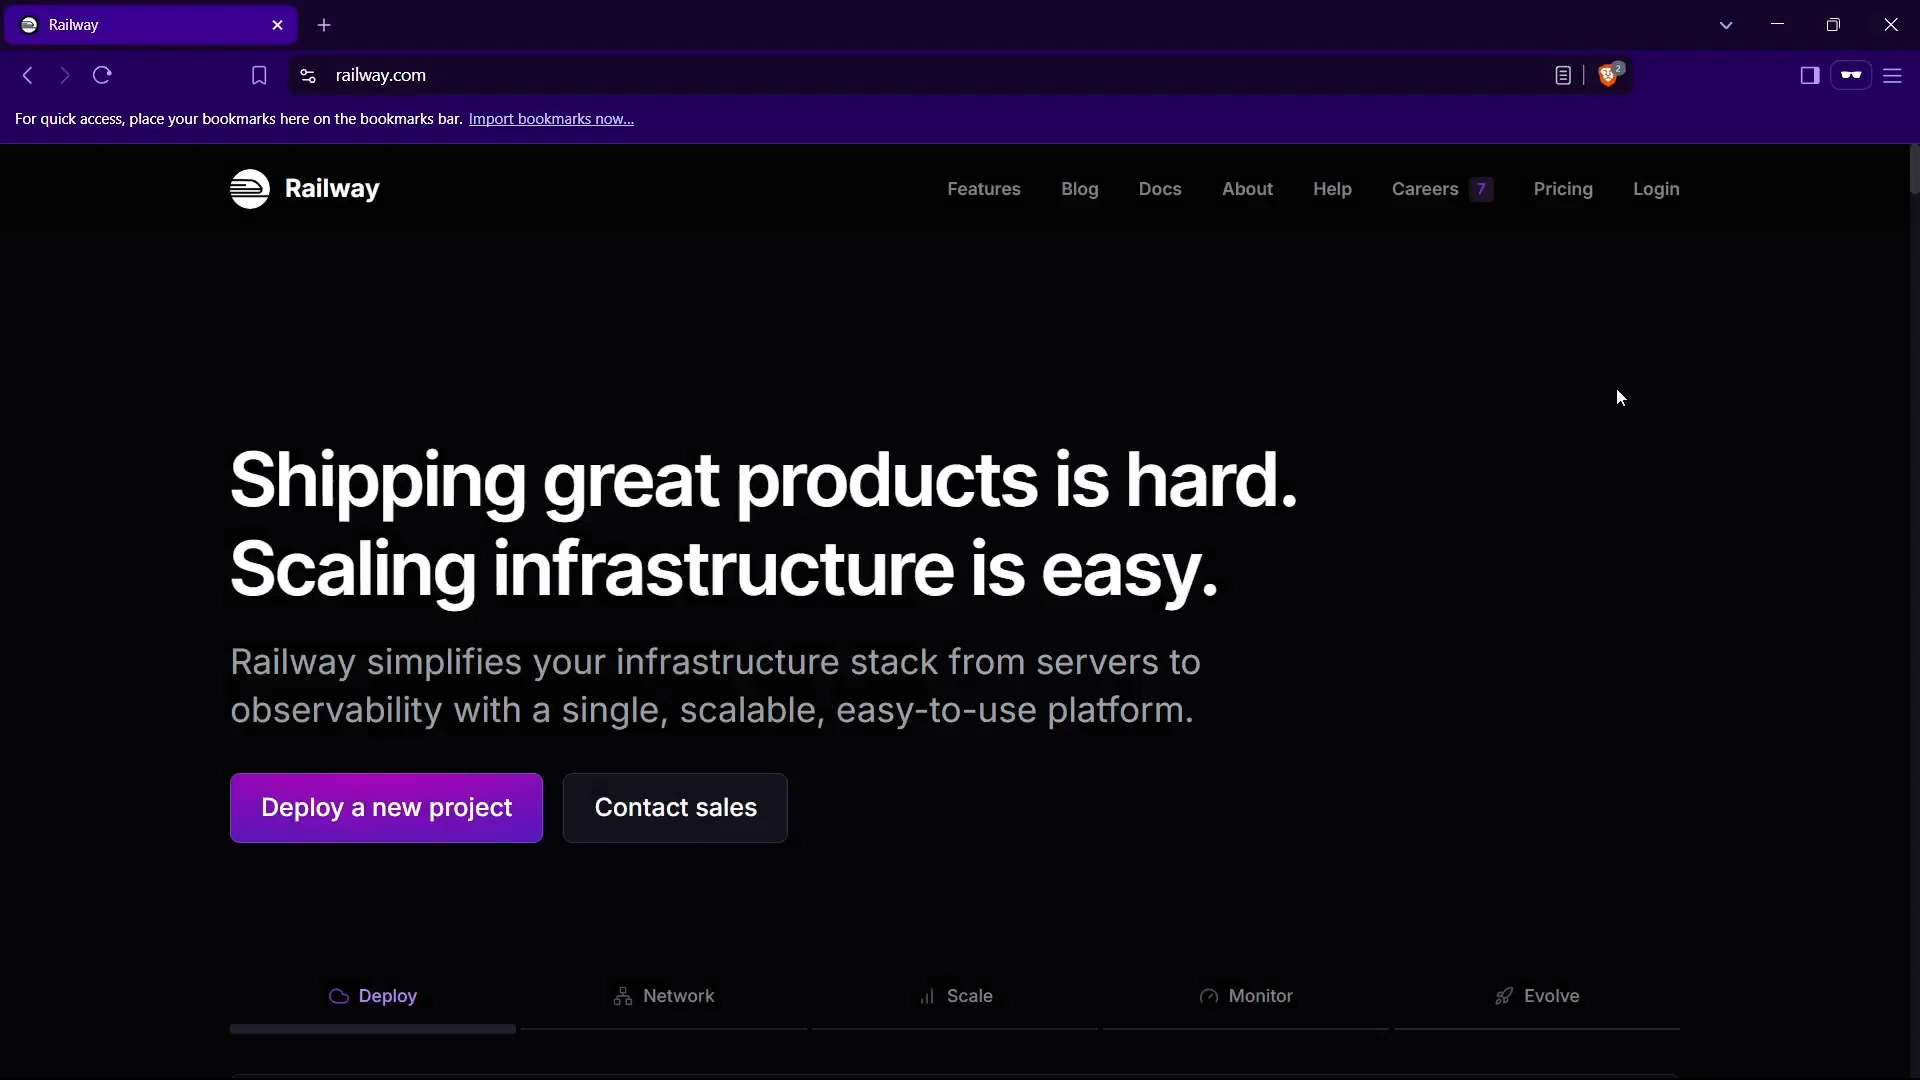 Railway
railway.com
2
For quick access, place your bookmarks here on the bookmarks bar. Import bookmarks now...
Railway
Features Blog Docs About Help Careers 7 Pricing Login
Shipping great products is hard.
Scaling infrastructure is easy.
Railway simplifies your infrastructure stack from servers to
observability with a single, scalable, easy-to-use platform.
Deploy a new project Contact sales
Deploy Network Scale Monitor Evolve